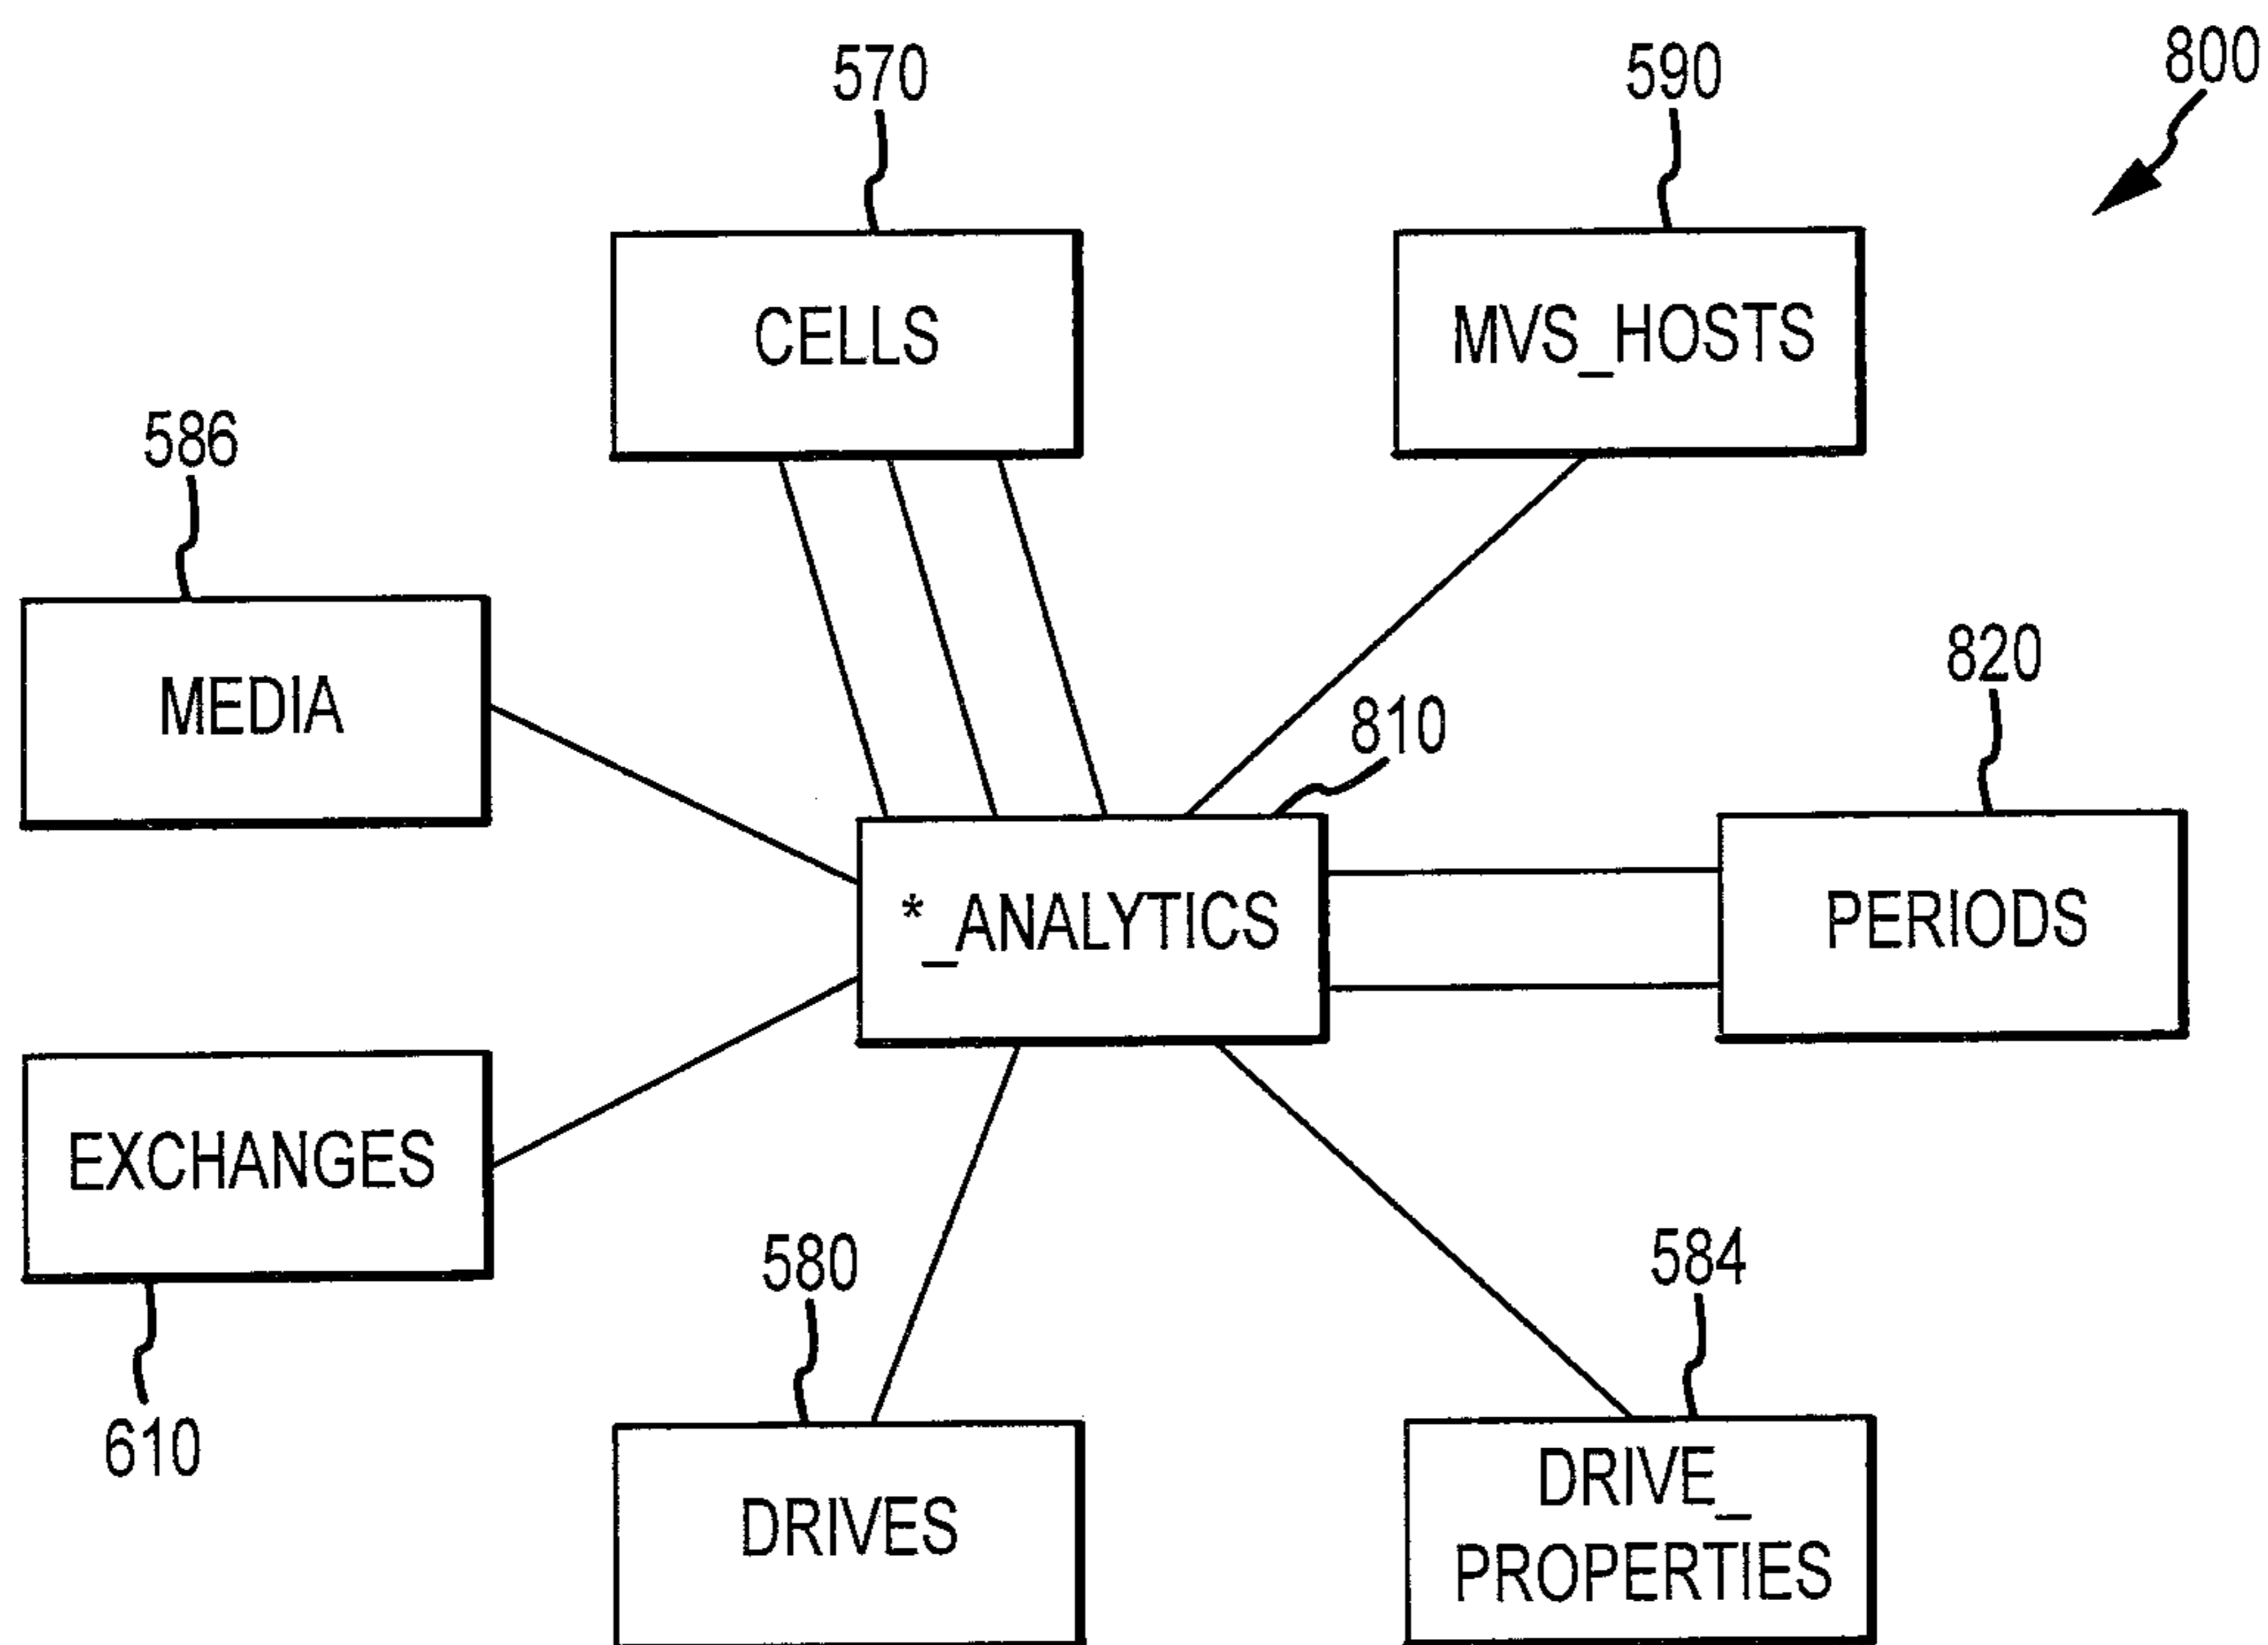 800
570
590
CELLS
MVS_HOSTS
586
820
MEDIA
810
*_ANALYTICS
PERIODS
EXCHANGES
580
584
610
DRIVES
DRIVE_
PROPERTIES